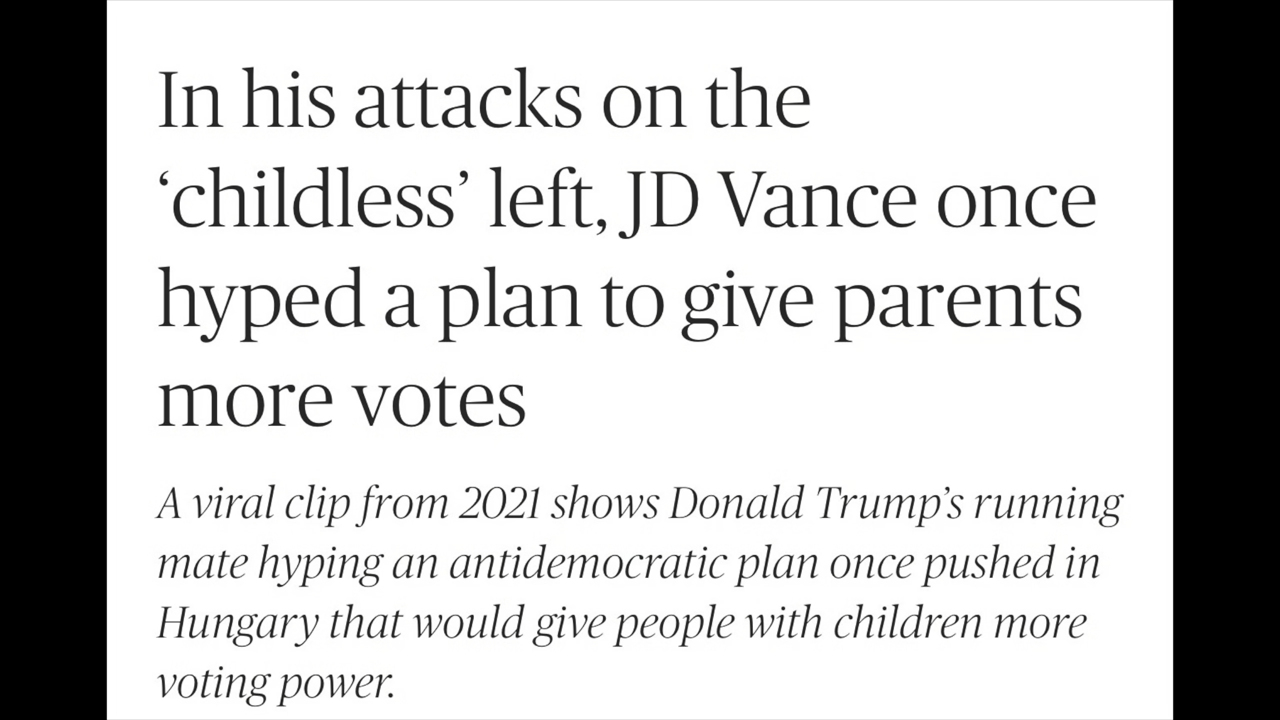 In his attacks on the
‘childless’ left, JD Vance once
hyped a plan to give parents
more votes
A viral clip from 2021 shows Donald Trump’s running
mate hyping an antidemocratic plan once pushed in
Hungary that would give people with children more
voting power.